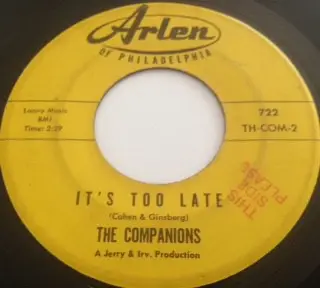 Arlen
OF PHILADELPHIA
Lowry Music
BMI
Time: 2:29
722
TH-COM-2
THIS
SIDE
PLEASE
IT'S TOO LATE
(Cohen & Ginsberg)
THE COMPANIONS
A Jerry & Irv. Production